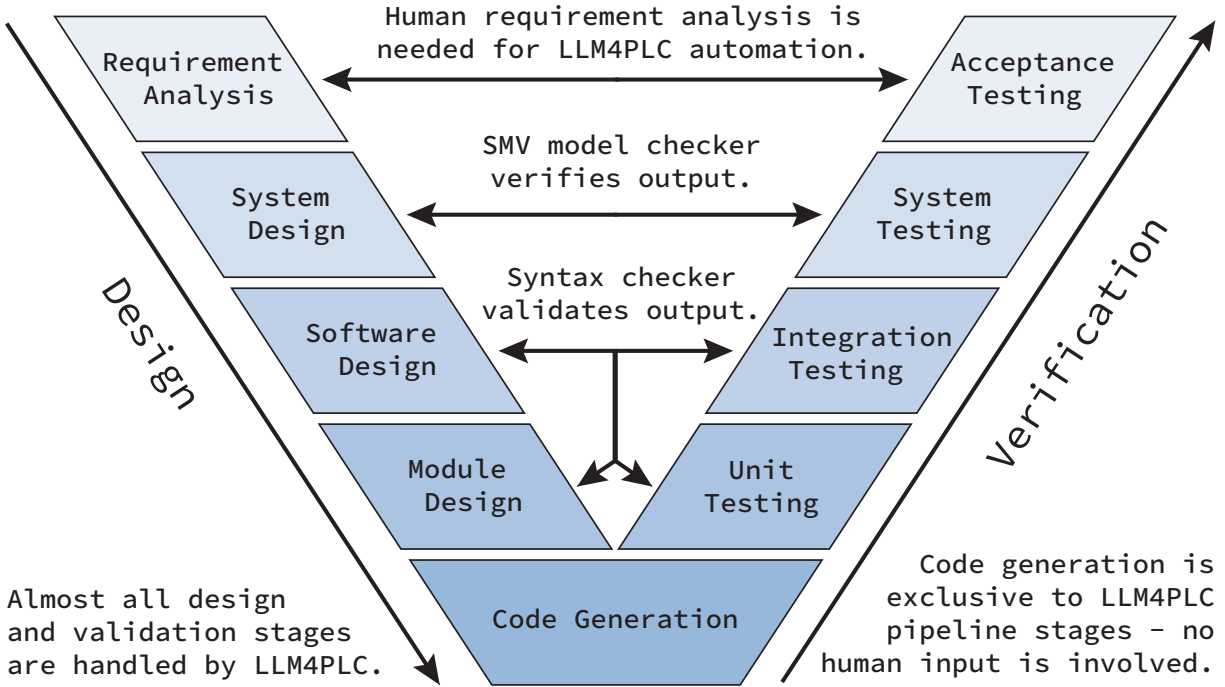 Human requirement analysis is
needed for LLM4PLC automation.
Requirement
Analysis
Acceptance
Testing
SMV model checker
verifies output.
System
Design
System
Testing
Syntax checker
validates output.
Software
Design
Integration
Testing
Module
Design
Unit
Testing
Code Generation
Design
Verification
Almost all design
and validation stages
are handled by LLM4PLC.
Code generation is
exclusive to LLM4PLC
pipeline stages – no
human input is involved.